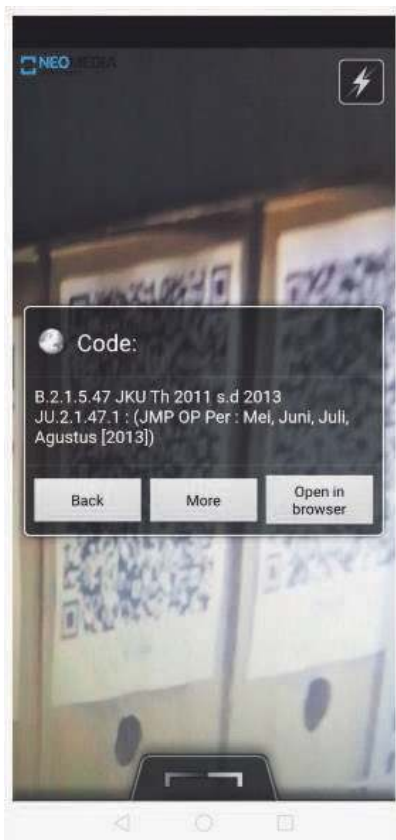 NEOMEDIA
Code:
B.2.1.5.47 JKU Th 2011 s.d 2013
JU.2.1.47.1 : (JMP OP Per : Mei, Juni, Juli,
Agustus [2013])
Back
More
Open in
browser